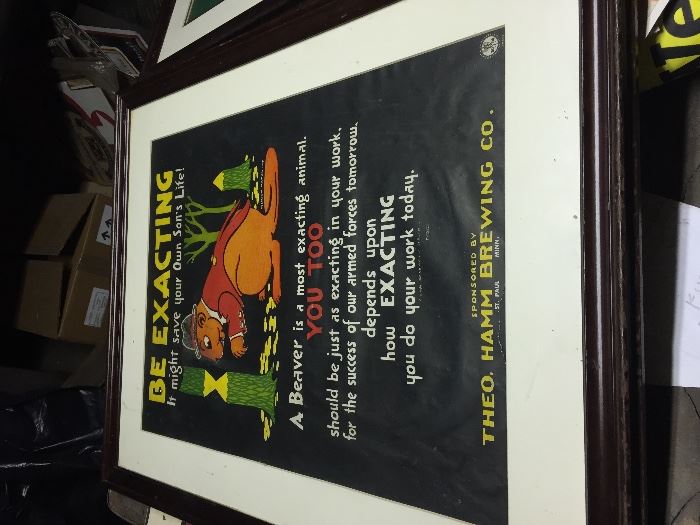 BE EXACTING
It might save your Own Son's Life!
A Beaver is a most exacting animal.
YOU TOO
should be just as exacting in your work,
for the success of our armed forces tomorrow,
depends upon
how EXACTING
you do your work today.
SPONSORED BY
THEO. HAMM BREWING CO.
ST. PAUL MINN.